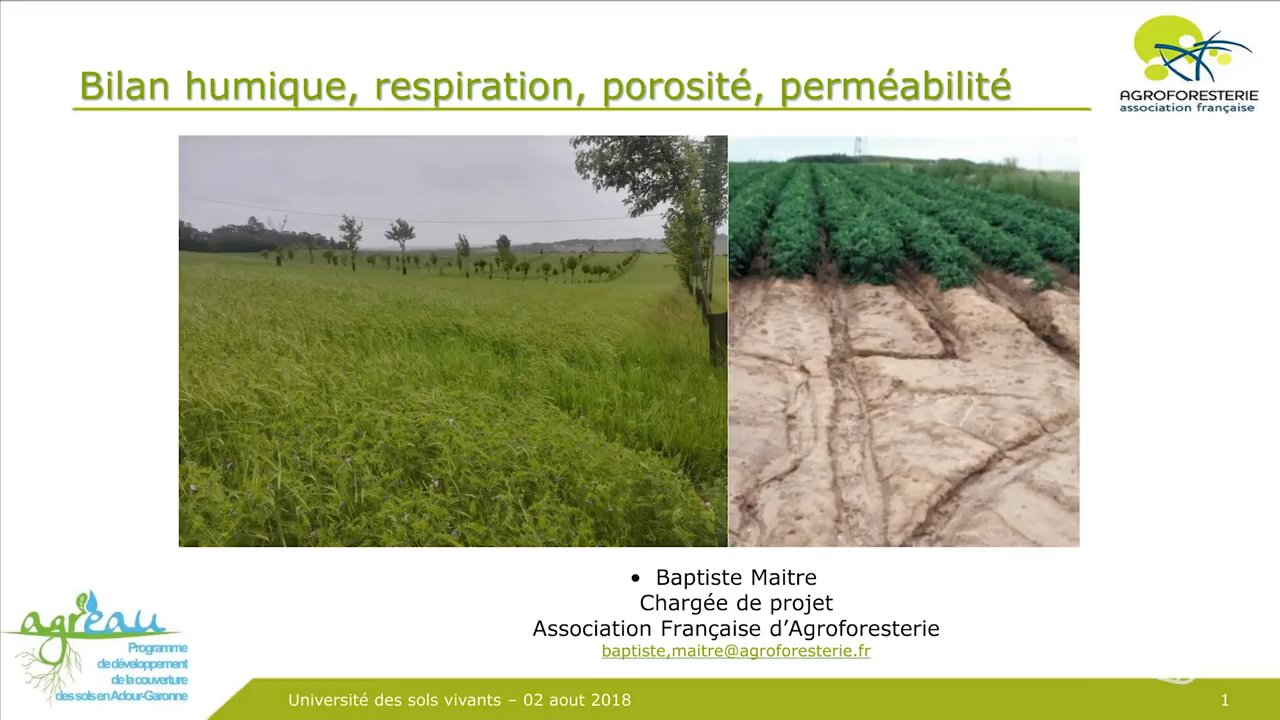 Bilan humique, respiration, porosité, perméabilité
AGROFORESTERIE
association française
• Baptiste Maitre
Chargée de projet
Association Française d’Agroforesterie
baptiste,maitre@agroforesterie.fr
agr'eau
Programme
de développement
de la couverture
des sols en Adour-Garonne
Université des sols vivants – 02 aout 2018
1